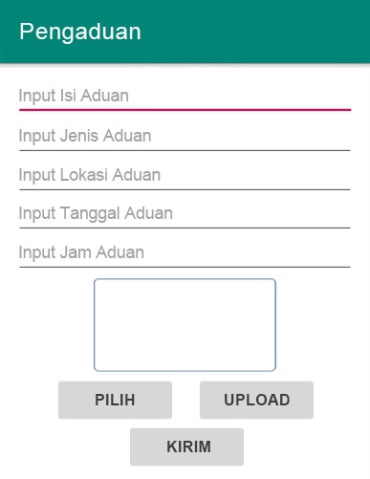 Pengaduan
Input Isi Aduan
Input Jenis Aduan
Input Lokasi Aduan
Input Tanggal Aduan
Input Jam Aduan
PILIH UPLOAD
KIRIM